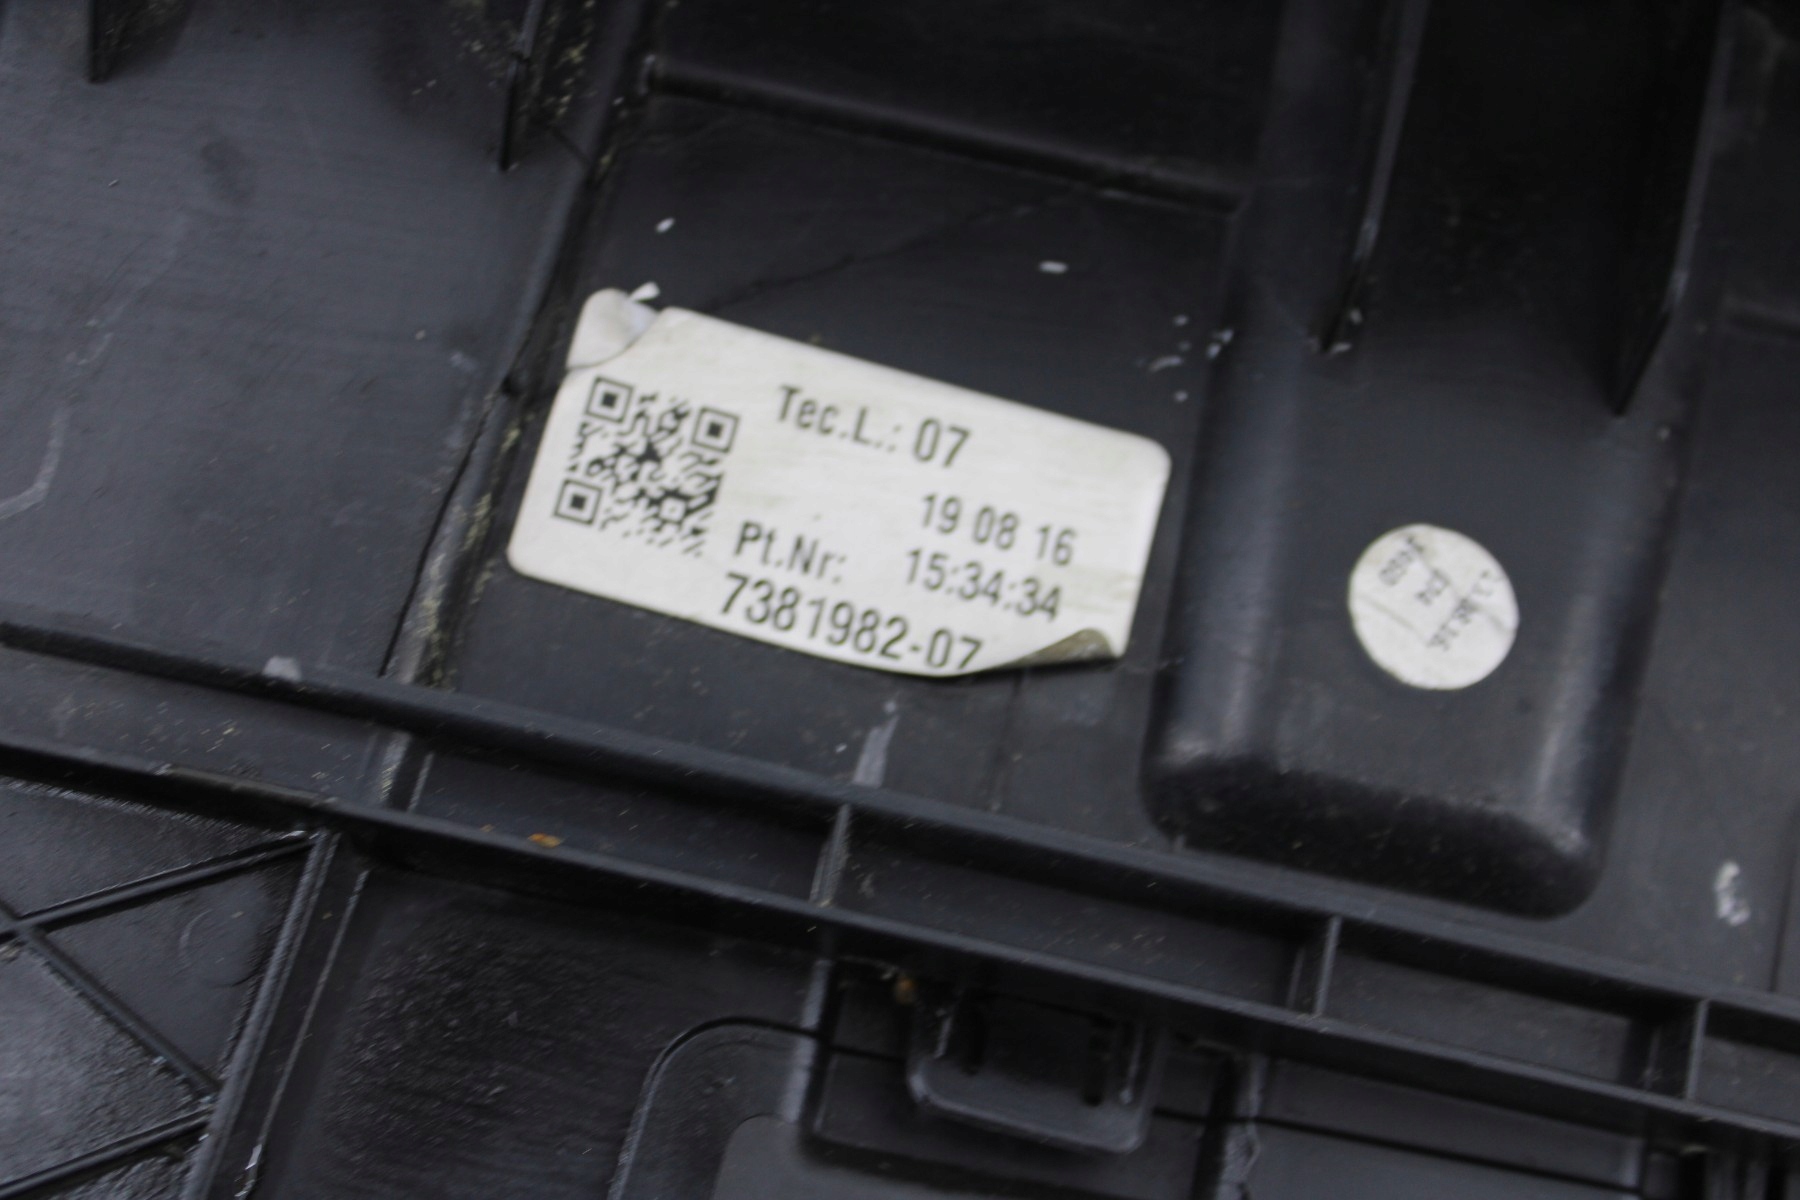 Tec.L.: 07
19 08 16
Pt.Nr: 15:34:34
7381982-07